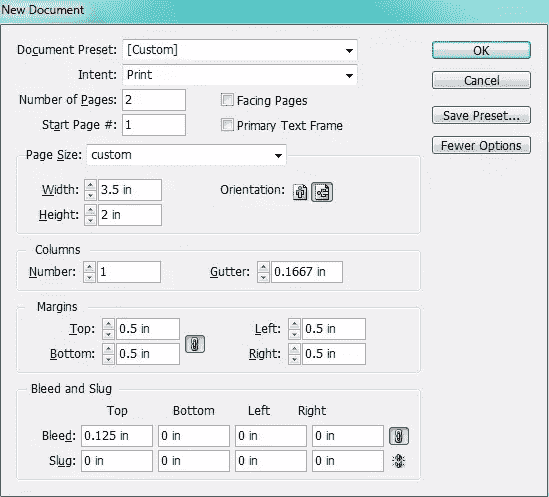 New Document
Document Preset: [Custom]
OK
Intent: Print
Cancel
Number of Pages: 2
Facing Pages
Save Preset...
Start Page #: 1
Primary Text Frame
Fewer Options
Page Size: custom
Width: 3.5 in
Orientation:
Height: 2 in
Columns
Number: 1
Gutter: 0.1667 in
Margins
Top: 0.5 in
Left: 0.5 in
Bottom: 0.5 in
Right: 0.5 in
Bleed and Slug
Top Bottom Left Right
Bleed: 0.125 in 0 in 0 in 0 in
Slug: 0 in 0 in 0 in 0 in